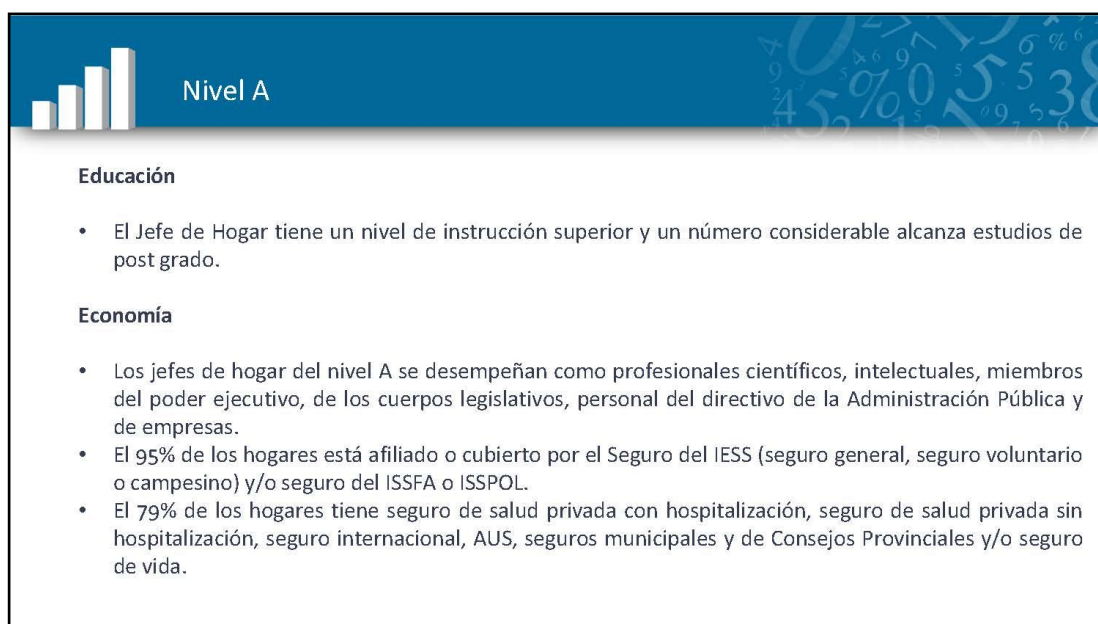 Nivel A
Educación
• El Jefe de Hogar tiene un nivel de instrucción superior y un número considerable alcanza estudios de
post grado.
Economía
• Los jefes de hogar del nivel A se desempeñan como profesionales científicos, intelectuales, miembros
del poder ejecutivo, de los cuerpos legislativos, personal del directivo de la Administración Pública y
de empresas.
• El 95% de los hogares está afiliado o cubierto por el Seguro del IESS (seguro general, seguro voluntario
o campesino) y/o seguro del ISSFA o ISSPOL.
• El 79% de los hogares tiene seguro de salud privada con hospitalización, seguro de salud privada sin
hospitalización, seguro internacional, AUS, seguros municipales y de Consejos Provinciales y/o seguro
de vida.